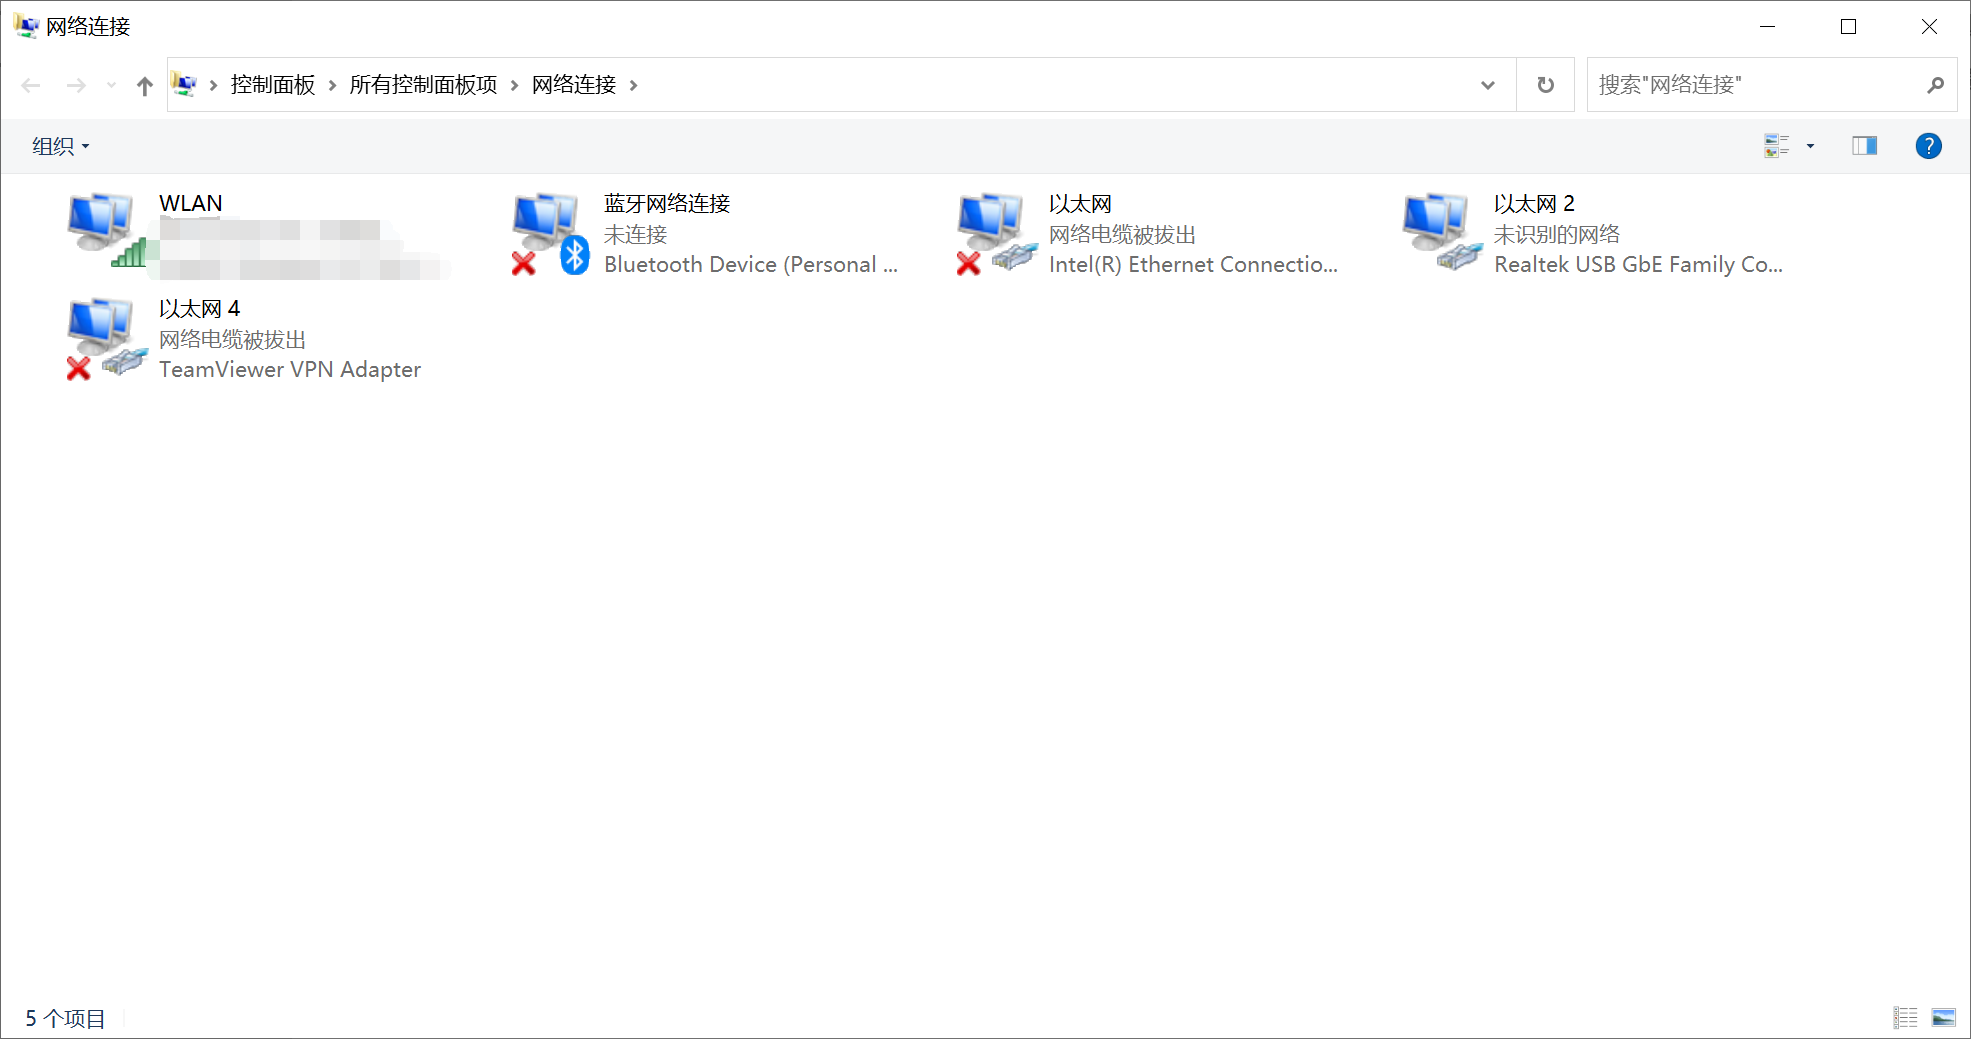 网络连接
控制面板 所有控制面板项 网络连接
搜索"网络连接"
组织
WLAN
蓝牙网络连接
未连接
Bluetooth Device (Personal ...
以太网
网络电缆被拔出
Intel(R) Ethernet Connectio...
以太网 2
未识别的网络
Realtek USB GbE Family Co...
以太网 4
网络电缆被拔出
TeamViewer VPN Adapter
5 个项目